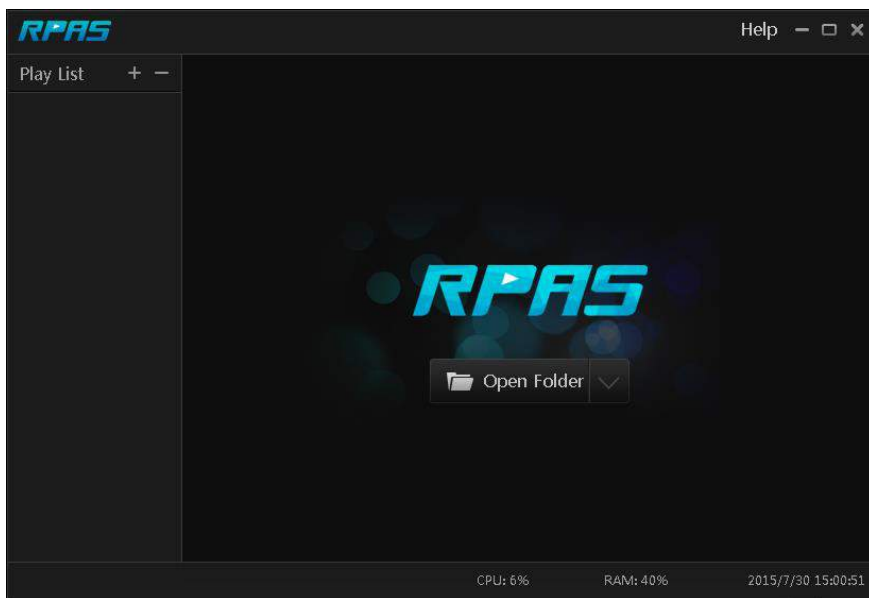 RPAS
Help
Play List + −
RPAS
Open Folder
CPU: 6% RAM: 40% 2015/7/30 15:00:51